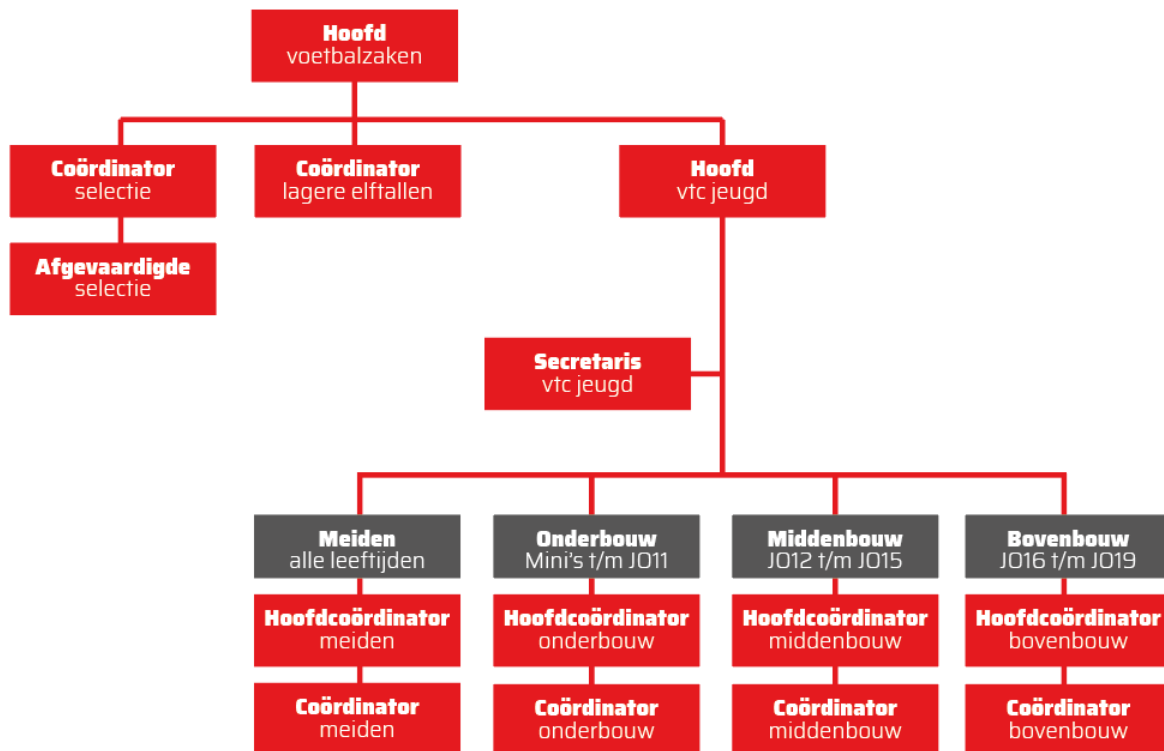 Hoofd
voetbalzaken
Coördinator
selectie
Coördinator
lagere elftallen
Hoofd
vtc jeugd
Afgevaardigde
selectie
Secretaris
vtc jeugd
Meiden
alle leeftijden
Onderbouw
Mini's t/m JO11
Middenbouw
JO12 t/m JO15
Bovenbouw
JO16 t/m JO19
Hoofdcoördinator
meiden
Hoofdcoördinator
onderbouw
Hoofdcoördinator
middenbouw
Hoofdcoördinator
bovenbouw
Coördinator
meiden
Coördinator
onderbouw
Coördinator
middenbouw
Coördinator
bovenbouw